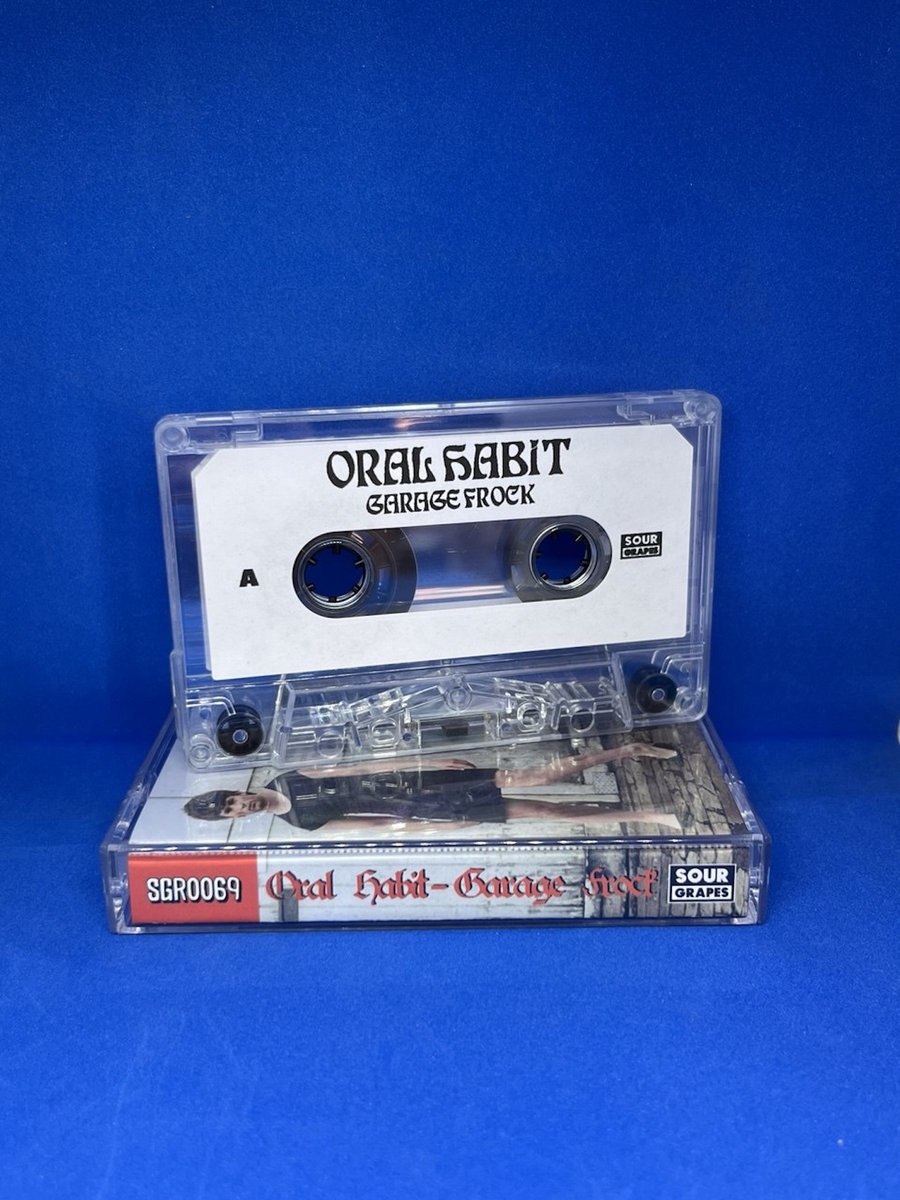 ORAL HABIT
GARAGE FROCK
A
SOUR
GRAPES
SGR0069
Oral Habit - Garage Frock
SOUR
GRAPES